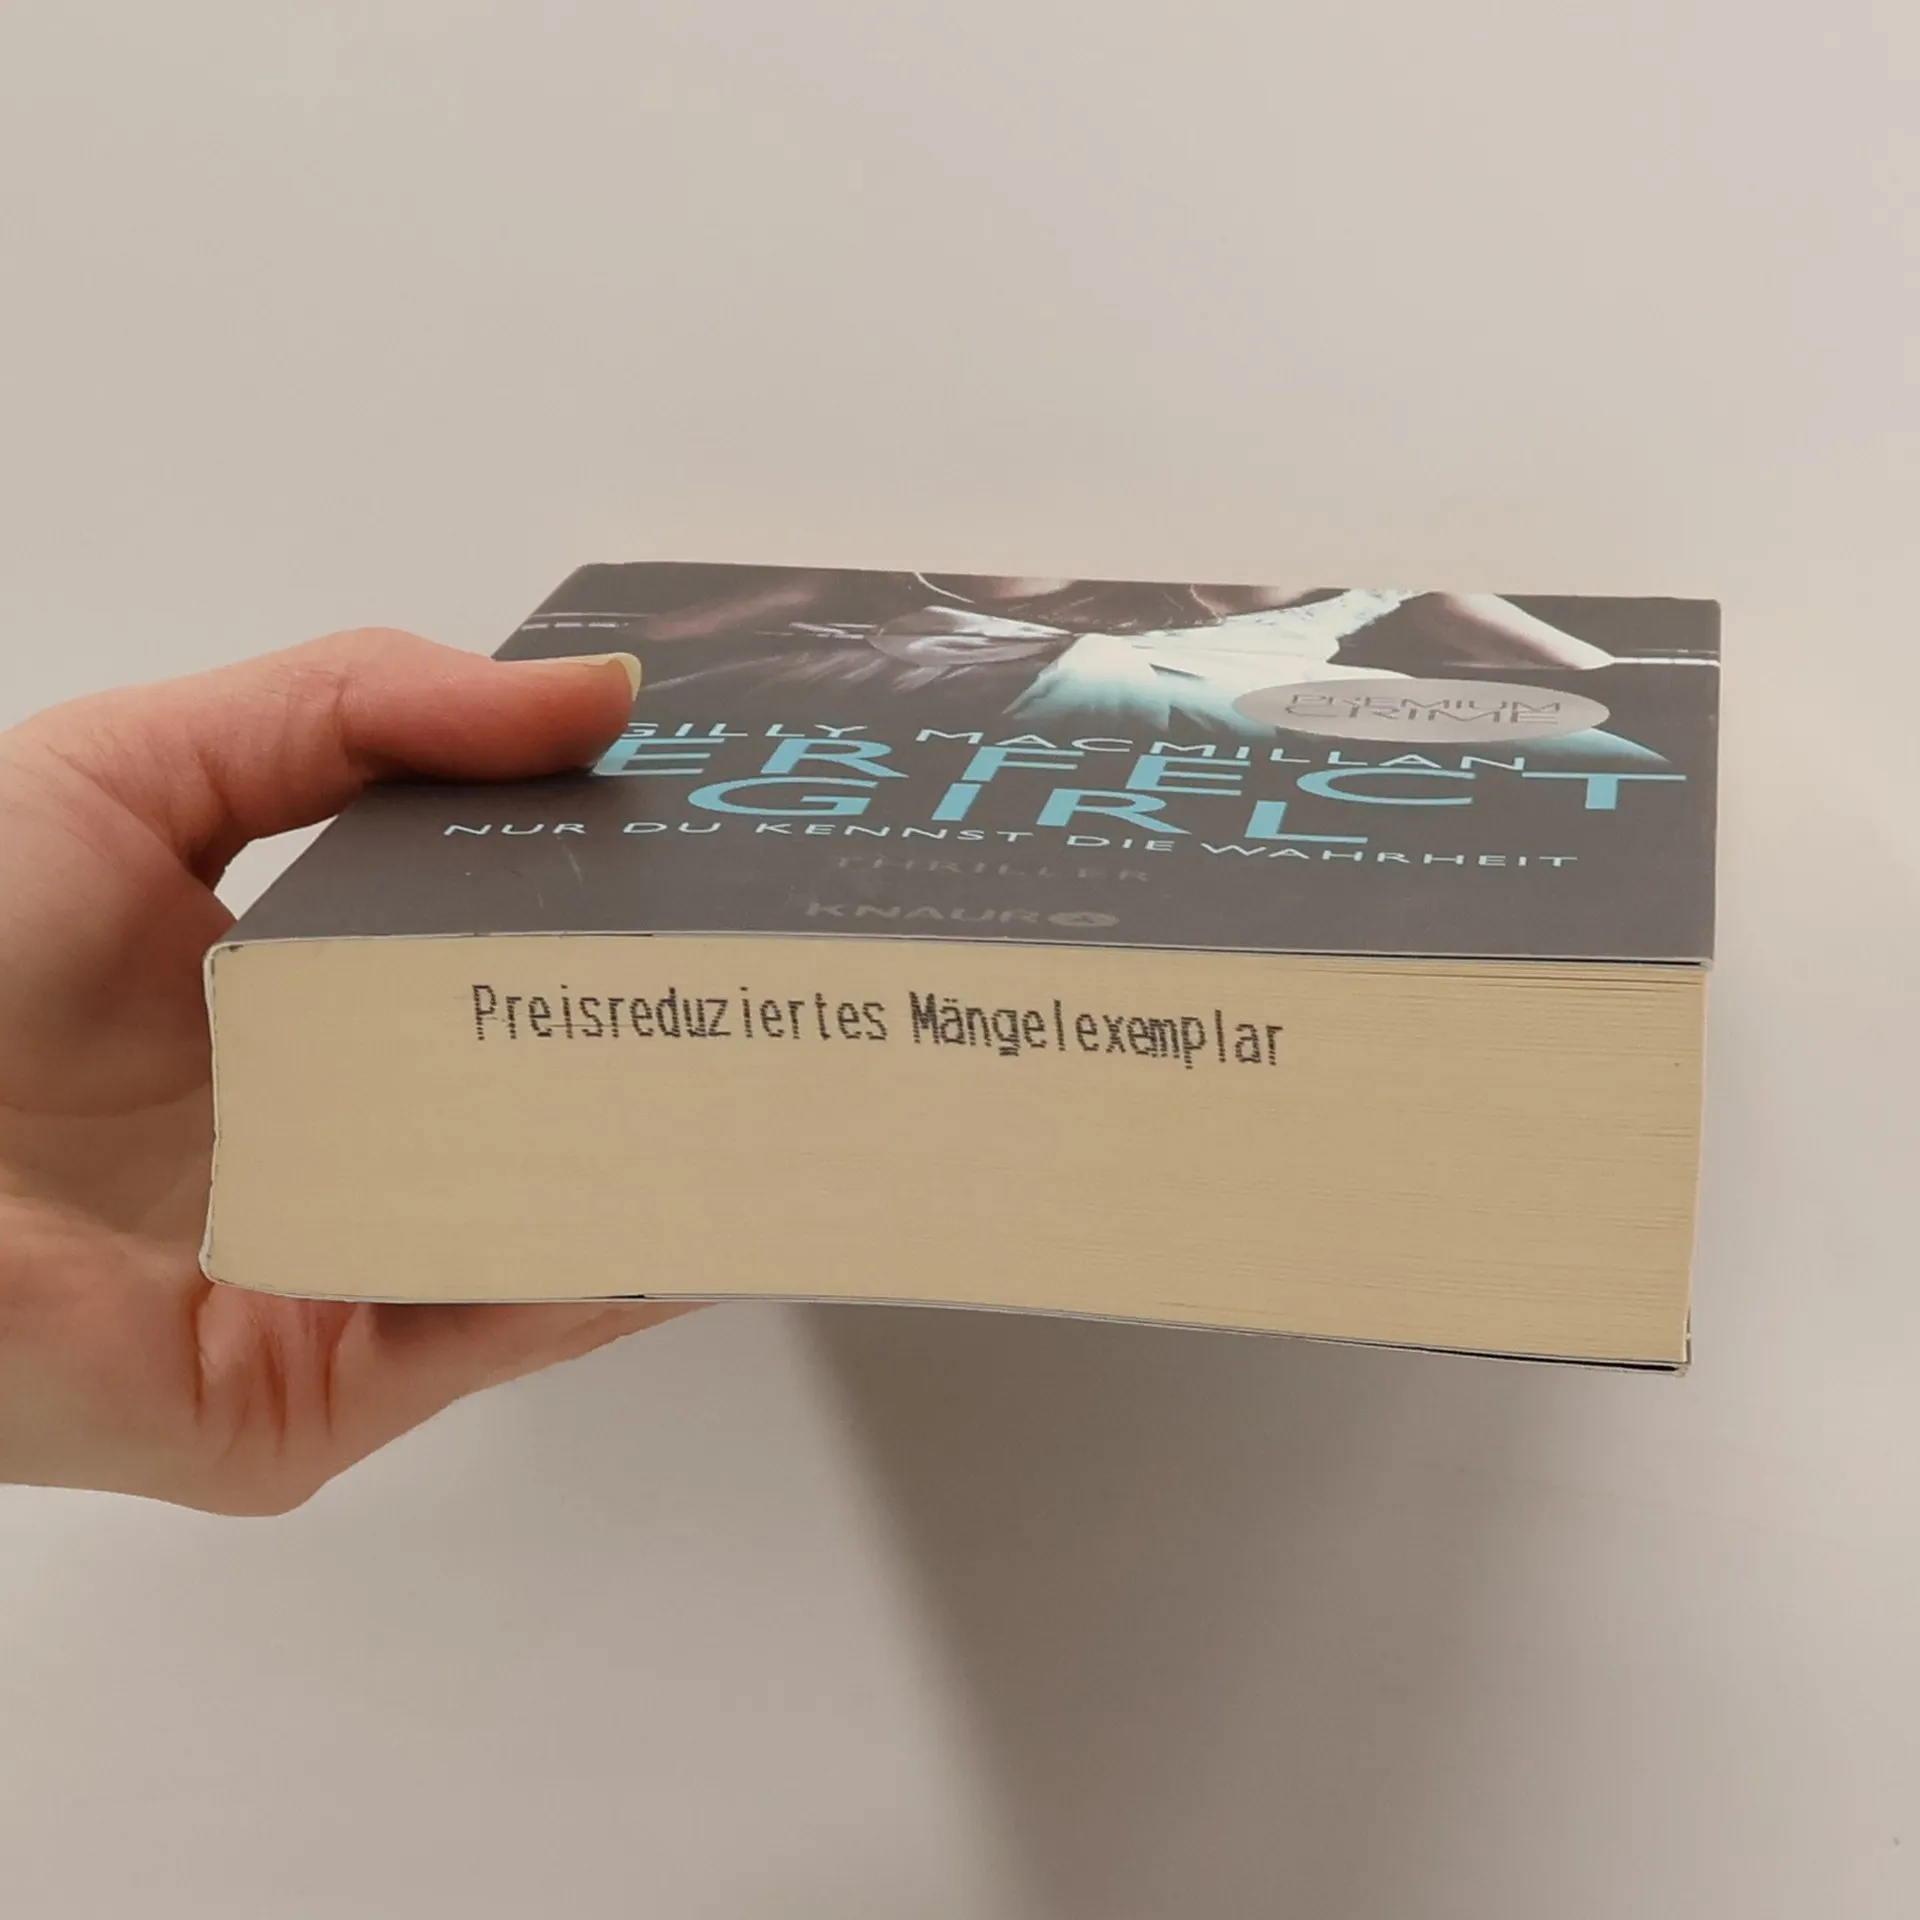 PREMIUM
CRIME
GILLY MACMILLAN
ERFECT
GIRL
NUR DU KENNST DIE WAHRHEIT
THRILLER
KNAUR
Preisreduziertes Mängelexemplar